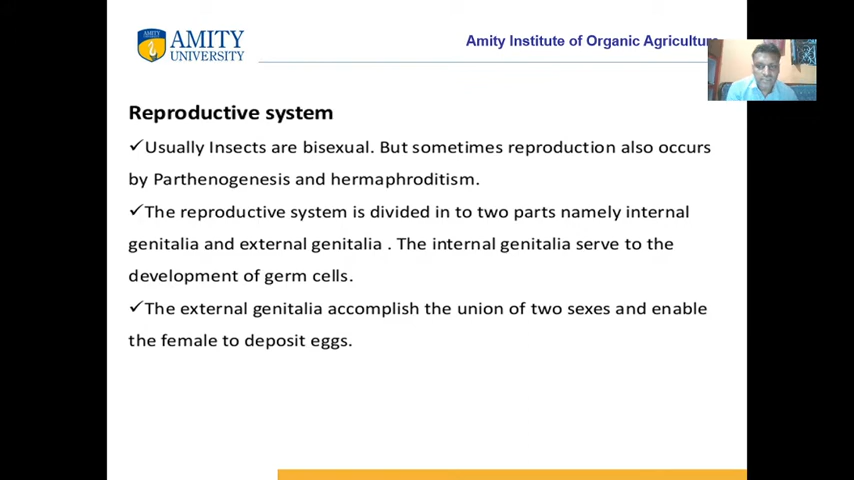 AMITY
AMITY
UNIVERSITY
Amity Institute of Organic Agriculture
Reproductive system
✓Usually Insects are bisexual. But sometimes reproduction also occurs
by Parthenogenesis and hermaphroditism.
✓The reproductive system is divided in to two parts namely internal
genitalia and external genitalia . The internal genitalia serve to the
development of germ cells.
✓The external genitalia accomplish the union of two sexes and enable
the female to deposit eggs.